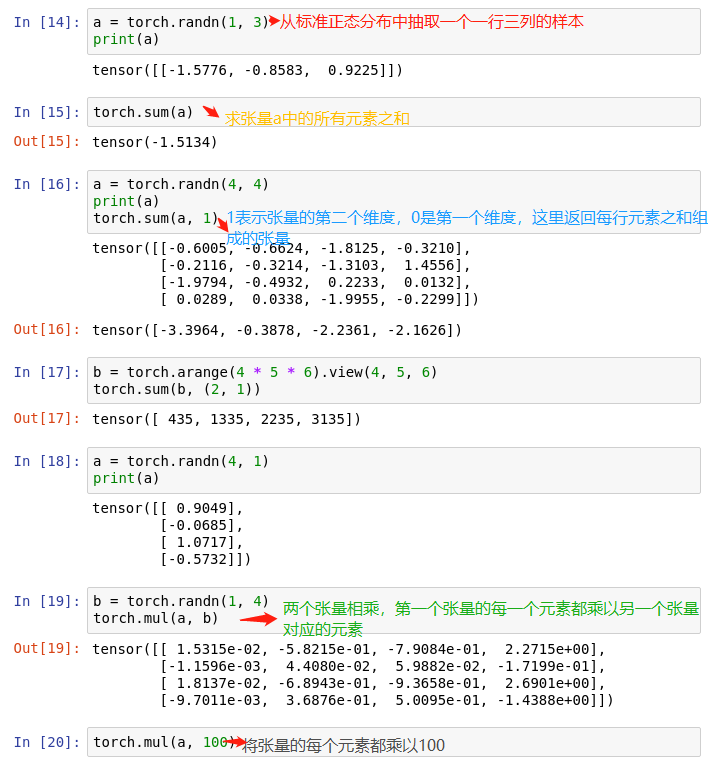 In [14]: a = torch.randn(1, 3) 从标准正态分布中抽取一个一行三列的样本
print(a)
tensor([[-1.5776, -0.8583,  0.9225]])
In [15]: torch.sum(a) 求张量a中的所有元素之和
Out[15]: tensor(-1.5134)
In [16]: a = torch.randn(4, 4)
print(a)
torch.sum(a, 1) 1表示张量的第二个维度，0是第一个维度，这里返回每行元素之和组
成的张量
tensor([[-0.6005, -0.6624, -1.8125, -0.3210],
[-0.2116, -0.3214, -1.3103,  1.4556],
[-1.9794, -0.4932,  0.2233,  0.0132],
[ 0.0289,  0.0338, -1.9955, -0.2299]])
Out[16]: tensor([-3.3964, -0.3878, -2.2361, -2.1626])
In [17]: b = torch.arange(4 * 5 * 6).view(4, 5, 6)
torch.sum(b, (2, 1))
Out[17]: tensor([ 435, 1335, 2235, 3135])
In [18]: a = torch.randn(4, 1)
print(a)
tensor([[ 0.9049],
[-0.0685],
[ 1.0717],
[-0.5732]])
In [19]: b = torch.randn(1, 4)
torch.mul(a, b) 两个张量相乘，第一个张量的每一个元素都乘以另一个张量
对应的元素
Out[19]: tensor([[ 1.5315e-02, -5.8215e-01, -7.9084e-01,  2.2715e+00],
[-1.1596e-03,  4.4080e-02,  5.9882e-02, -1.7199e-01],
[ 1.8137e-02, -6.8943e-01, -9.3658e-01,  2.6901e+00],
[-9.7011e-03,  3.6876e-01,  5.0095e-01, -1.4388e+00]])
In [20]: torch.mul(a, 100) 将张量的每个元素都乘以100